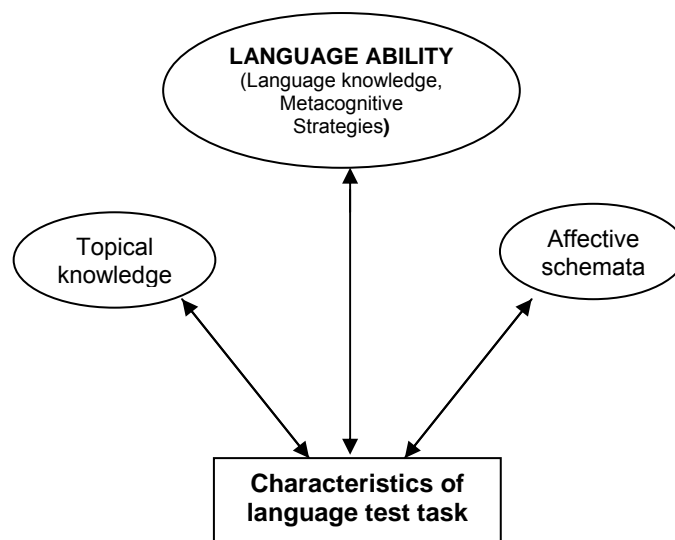 LANGUAGE ABILITY
(Language knowledge,
Metacognitive
Strategies)
Topical
knowledge
Affective
schemata
Characteristics of
language test task